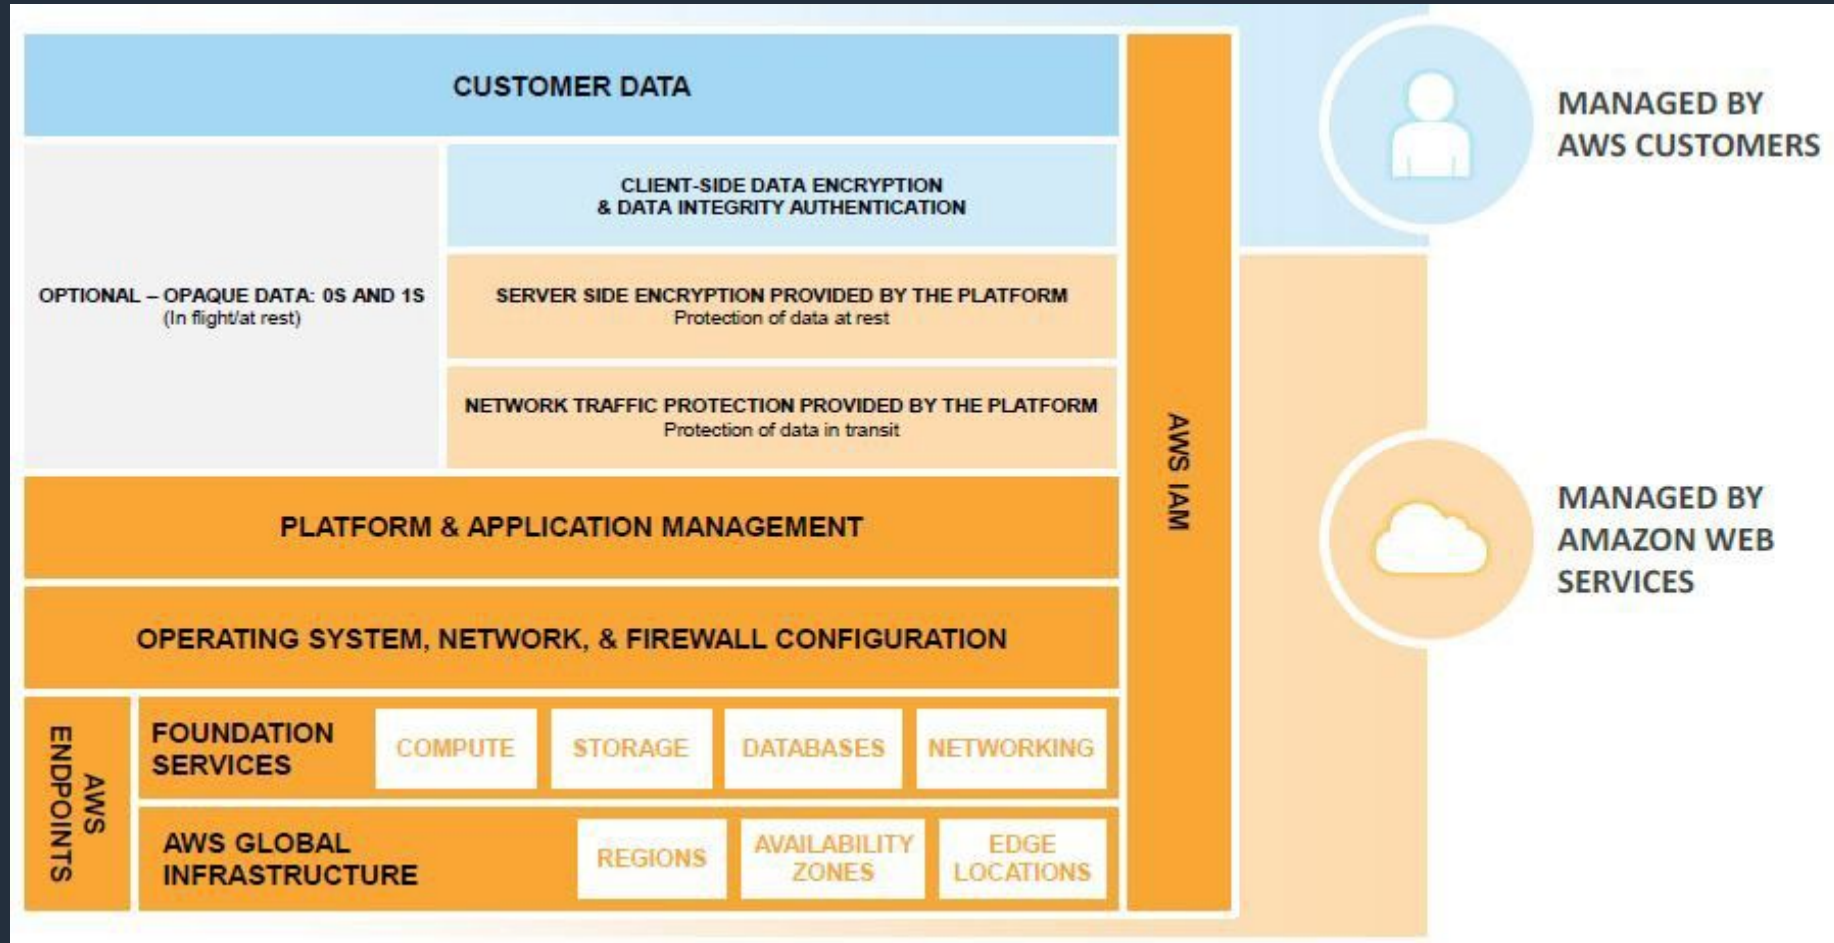 CUSTOMER DATA
MANAGED BY
AWS CUSTOMERS
CLIENT-SIDE DATA ENCRYPTION
& DATA INTEGRITY AUTHENTICATION
OPTIONAL – OPAQUE DATA: 0S AND 1S
(In flight/at rest)
SERVER SIDE ENCRYPTION PROVIDED BY THE PLATFORM
Protection of data at rest
NETWORK TRAFFIC PROTECTION PROVIDED BY THE PLATFORM
Protection of data in transit
AWS IAM
MANAGED BY
AMAZON WEB
SERVICES
PLATFORM & APPLICATION MANAGEMENT
OPERATING SYSTEM, NETWORK, & FIREWALL CONFIGURATION
AWS
ENDPOINTS
FOUNDATION
SERVICES
COMPUTE
STORAGE
DATABASES
NETWORKING
AWS GLOBAL
INFRASTRUCTURE
REGIONS
AVAILABILITY
ZONES
EDGE
LOCATIONS